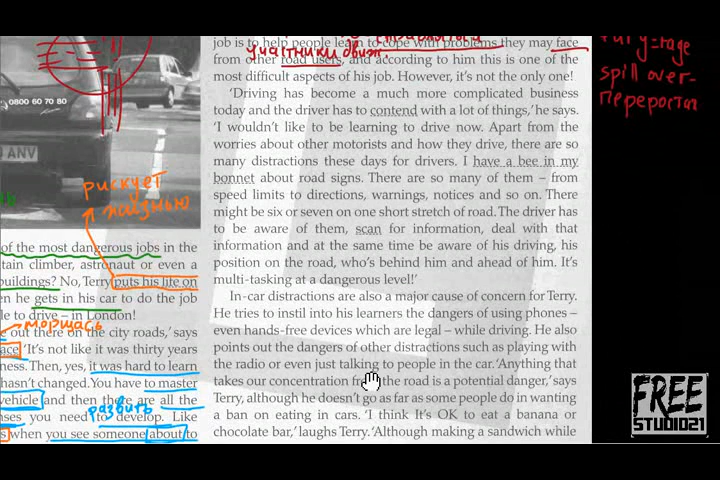 job is to help people learn to cope with problems they may face
участники движ
from other road users, and according to him this is one of the
most difficult aspects of his job. However, it's not the only one!
'Driving has become a much more complicated business
today and the driver has to contend with a lot of things,' he says.
'I wouldn't like to be learning to drive now. Apart from the
worries about other motorists and how they drive, there are so
many distractions these days for drivers. I have a bee in my
bonnet about road signs. There are so many of them – from
speed limits to directions, warnings, notices and so on. There
might be six or seven on one short stretch of road. The driver has
to be aware of them, scan for information, deal with that
information and at the same time be aware of his driving, his
position on the road, who's behind him and ahead of him. It's
multi-tasking at a dangerous level!'
In-car distractions are also a major cause of concern for Terry.
He tries to instil into his learners the dangers of using phones –
even hands-free devices which are legal – while driving. He also
points out the dangers of other distractions such as playing with
the radio or even just talking to people in the car. 'Anything that
takes our concentration the road is a potential danger,' says
Terry, although he doesn't go as far as some people do in wanting
a ban on eating in cars. 'I think It's OK to eat a banana or
chocolate bar,' laughs Terry. 'Although making a sandwich while
0800 60 70 80
ANV
рискует
жизнью
of the most dangerous jobs in the
tain climber, astronaut or even a
buildings? No, Terry puts his life on
en he gets in his car to do the job
le to drive – in London!
моршась
e out there on the city roads,' says
ace. 'It's not like it was thirty years
ness. Then, yes, it was hard to learn
hasn't changed. You have to master
vehicle and then there are all the
развить
ses you need to develop. Like
s when you see someone about to
spill over-
перерости
FREE
STUDIO21